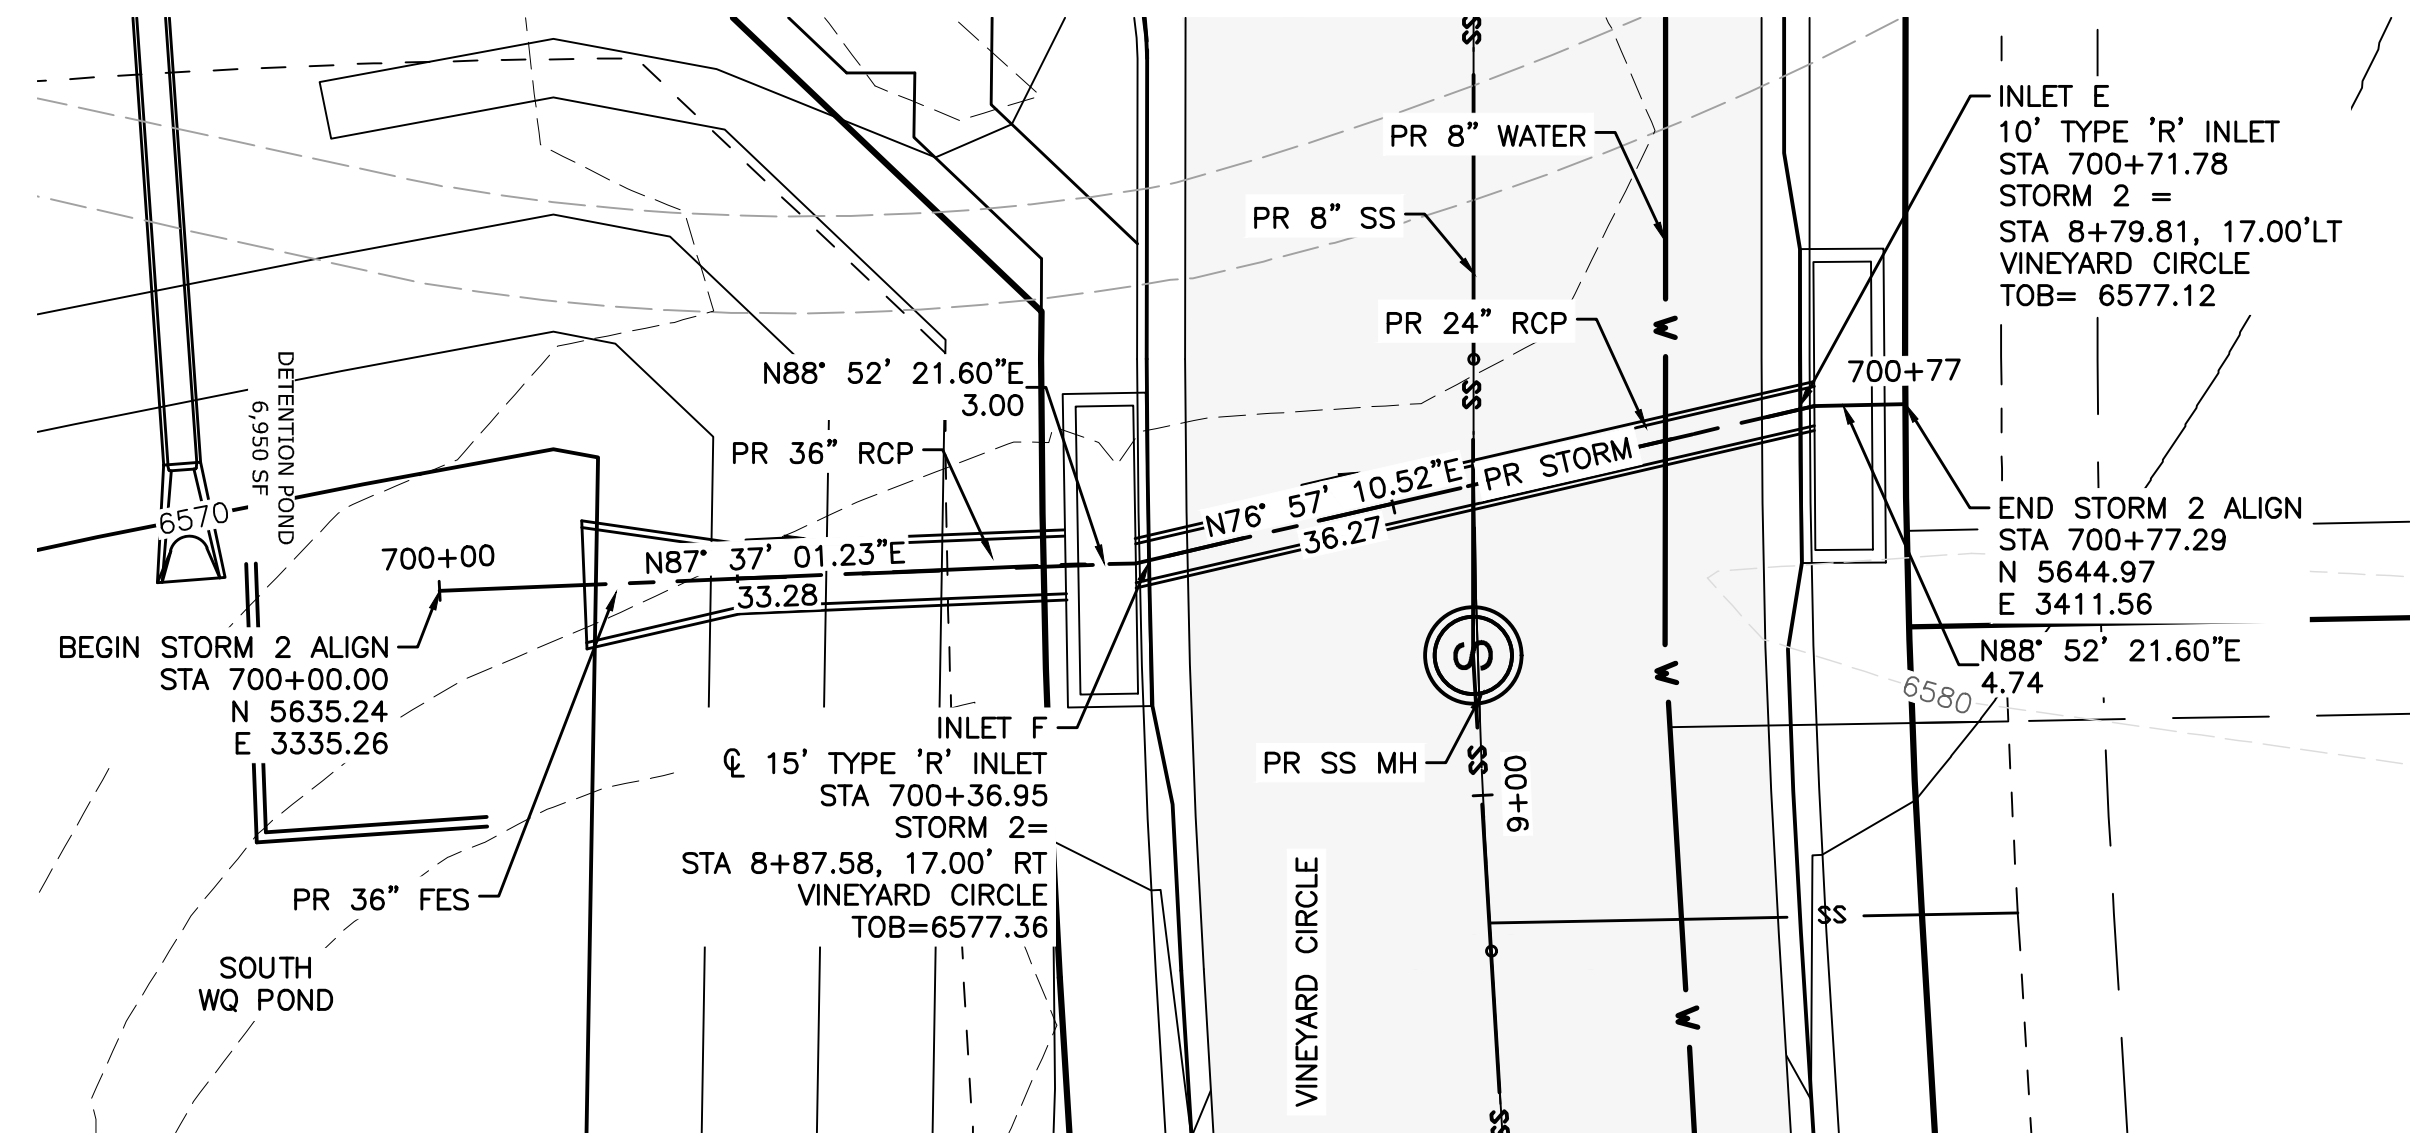 SS
INLET E
10' TYPE 'R' INLET
STA 700+71.78
STORM 2 =
STA 8+79.81, 17.00'LT
VINEYARD CIRCLE
TOB= 6577.12
PR 8" WATER
PR 8" SS
PR 24" RCP
W
N88° 52' 21.60"E
3.00
700+77
SS
PR 36" RCP
DETENTION POND
6,950 SF
6570
N76° 57' 10.52"E
36.27
PR STORM
END STORM 2 ALIGN
STA 700+77.29
N 5644.97
E 3411.56
700+00
N87° 37' 01.23"E
33.28
BEGIN STORM 2 ALIGN
STA 700+00.00
N 5635.24
E 3335.26
S
W
N88° 52' 21.60"E
4.74
6580
INLET F
℄ 15' TYPE 'R' INLET
STA 700+36.95
STORM 2=
STA 8+87.58, 17.00' RT
VINEYARD CIRCLE
TOB=6577.36
PR SS MH
SS
9+00
PR 36" FES
VINEYARD CIRCLE
SS
SOUTH
WQ POND
W
SS